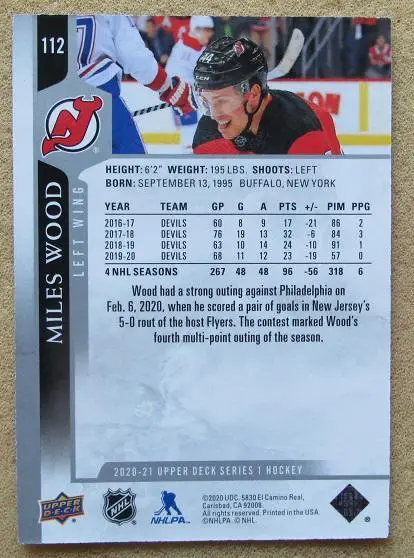 112
44
CCM
MILES WOOD
LEFT WING
HEIGHT: 6'2" WEIGHT: 195 LBS. SHOOTS: LEFT
BORN: SEPTEMBER 13, 1995 BUFFALO, NEW YORK
YEAR TEAM GP G A PTS +/- PIM PPG
2016-17 DEVILS 60 8 9 17 -21 86 2
2017-18 DEVILS 76 19 13 32 -6 84 3
2018-19 DEVILS 63 10 14 24 -10 91 1
2019-20 DEVILS 68 11 12 23 -19 57 0
4 NHL SEASONS 267 48 48 96 -56 318 6
Wood had a strong outing against Philadelphia on
Feb. 6, 2020, when he scored a pair of goals in New Jersey's
5-0 rout of the host Flyers. The contest marked Wood's
fourth multi-point outing of the season.
2020-21 UPPER DECK SERIES 1 HOCKEY
UPPER
DECK
NHL
NHLPA
©2020 UDC. 5830 El Camino Real,
Carlsbad, CA 92008.
All rights reserved. Printed in the USA.
©NHLPA. © NHL.